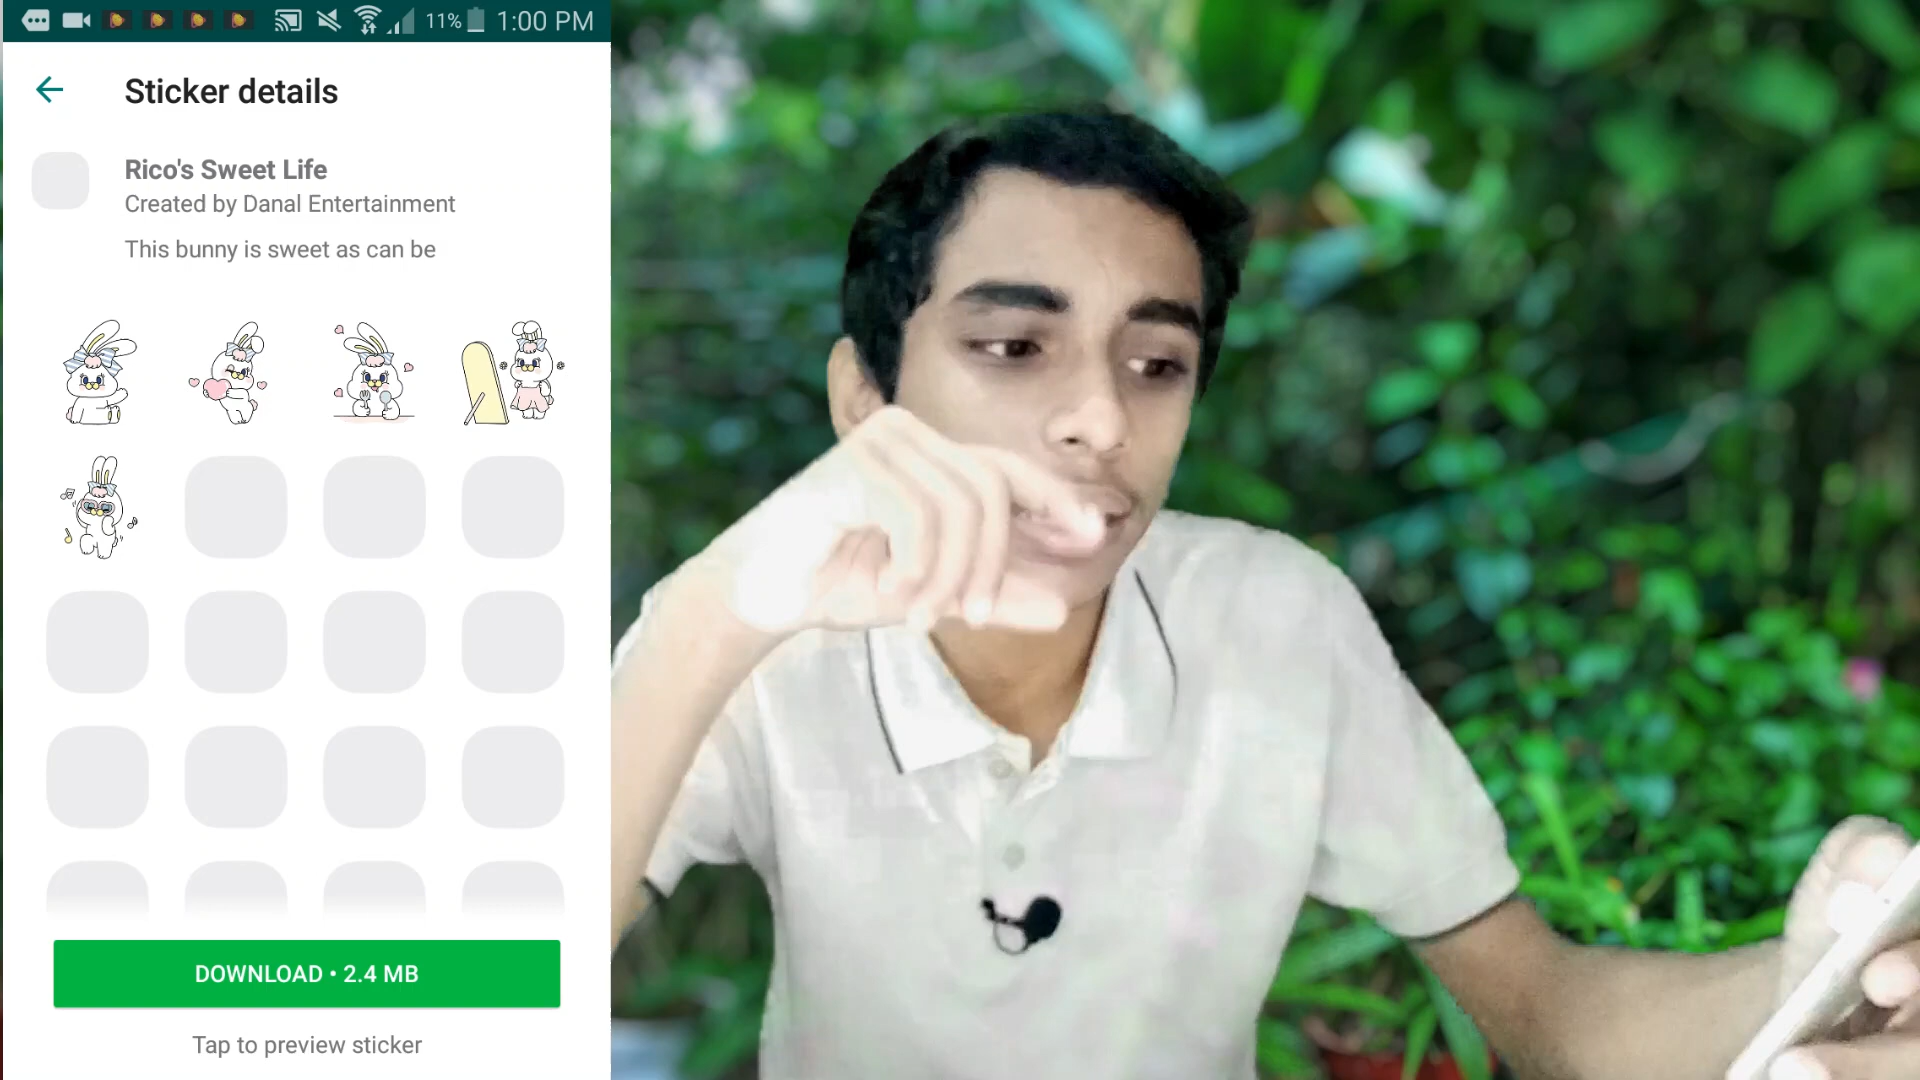 11% 1:00 PM
Sticker details
Rico's Sweet Life
Created by Danal Entertainment
This bunny is sweet as can be
DOWNLOAD • 2.4 MB
Tap to preview sticker